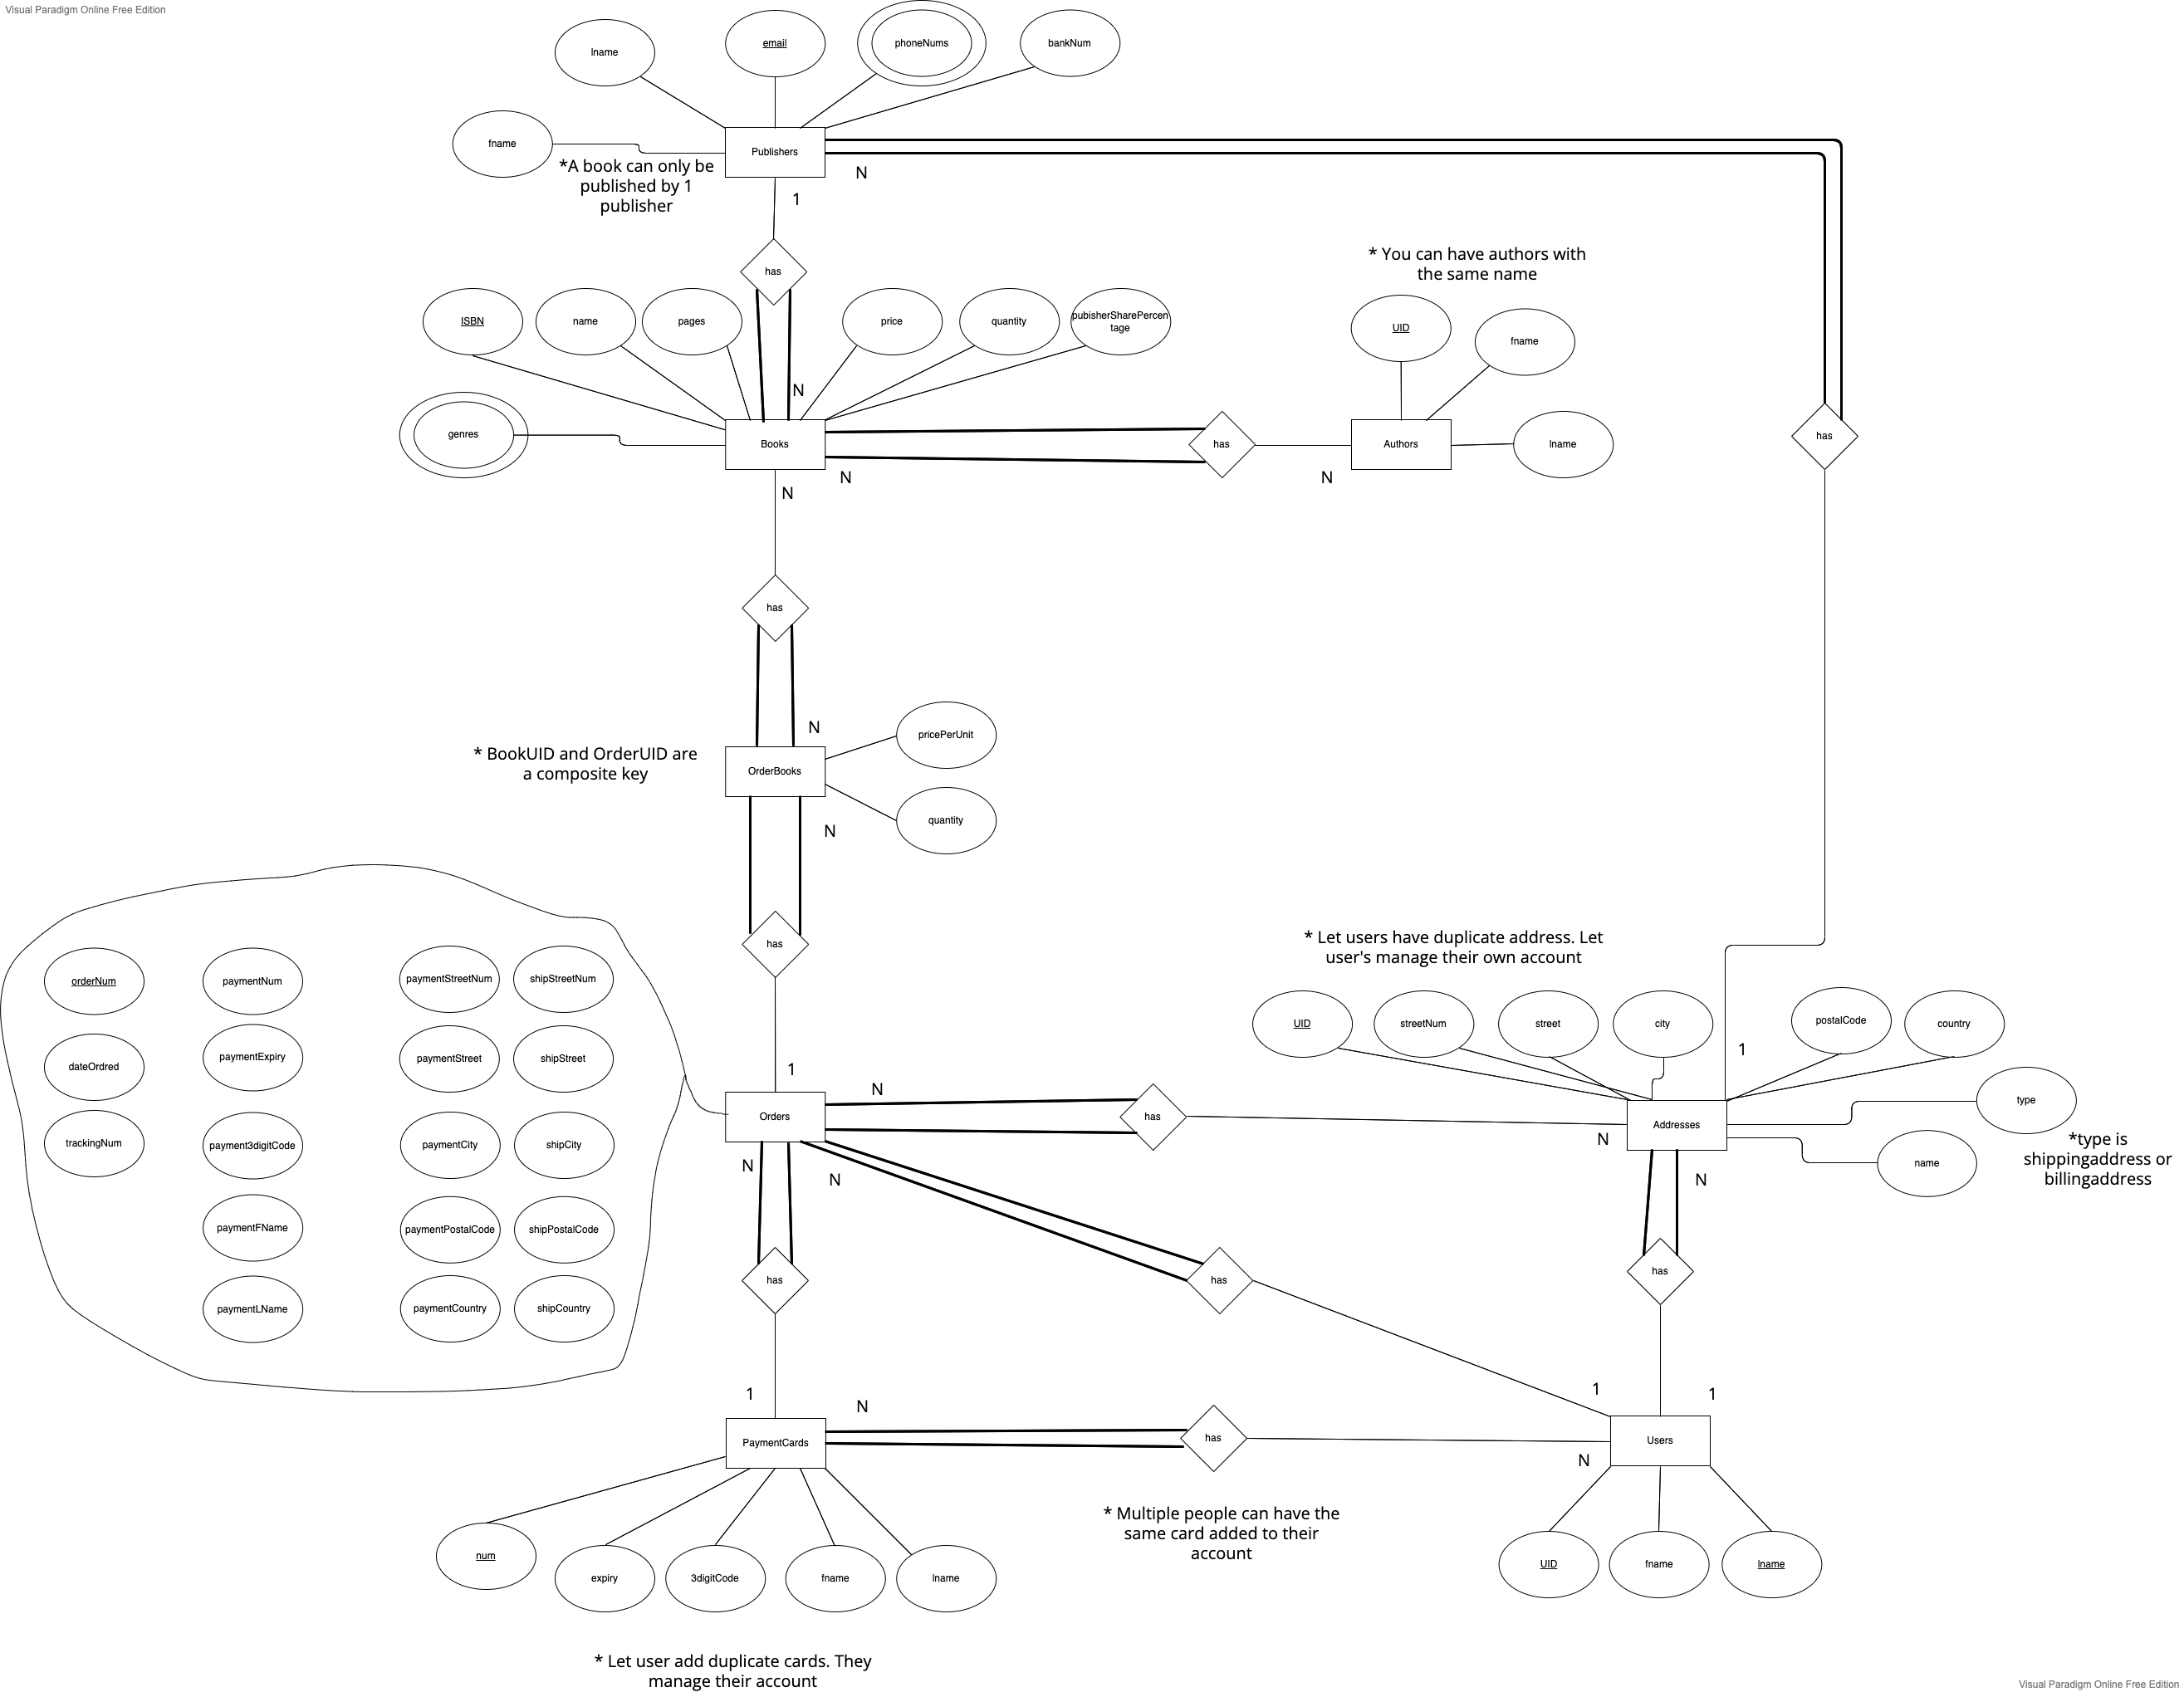 Visual Paradigm Online Free Edition
lname
email
phoneNums
bankNum
fname
Publishers
*A book can only be
published by 1
publisher
N
1
has
* You can have authors with
the same name
ISBN
name
pages
price
quantity
pubisherSharePercen
tage
UID
fname
N
genres
Books
has
Authors
lname
has
N
N
N
has
N
pricePerUnit
* BookUID and OrderUID are
a composite key
OrderBooks
quantity
N
has
* Let users have duplicate address. Let
user's manage their own account
orderNum
paymentNum
paymentStreetNum
shipStreetNum
UID
streetNum
street
city
postalCode
country
dateOrdred
paymentExpiry
paymentStreet
shipStreet
1
1
N
type
trackingNum
payment3digitCode
paymentCity
shipCity
Orders
has
N
Addresses
*type is
shippingaddress or
billingaddress
name
N
N
N
paymentFName
paymentPostalCode
shipPostalCode
has
has
has
paymentLName
paymentCountry
shipCountry
1
N
1
1
PaymentCards
has
Users
N
* Multiple people can have the
same card added to their
account
num
expiry
3digitCode
fname
lname
UID
fname
lname
* Let user add duplicate cards. They
manage their account
Visual Paradigm Online Free Edition